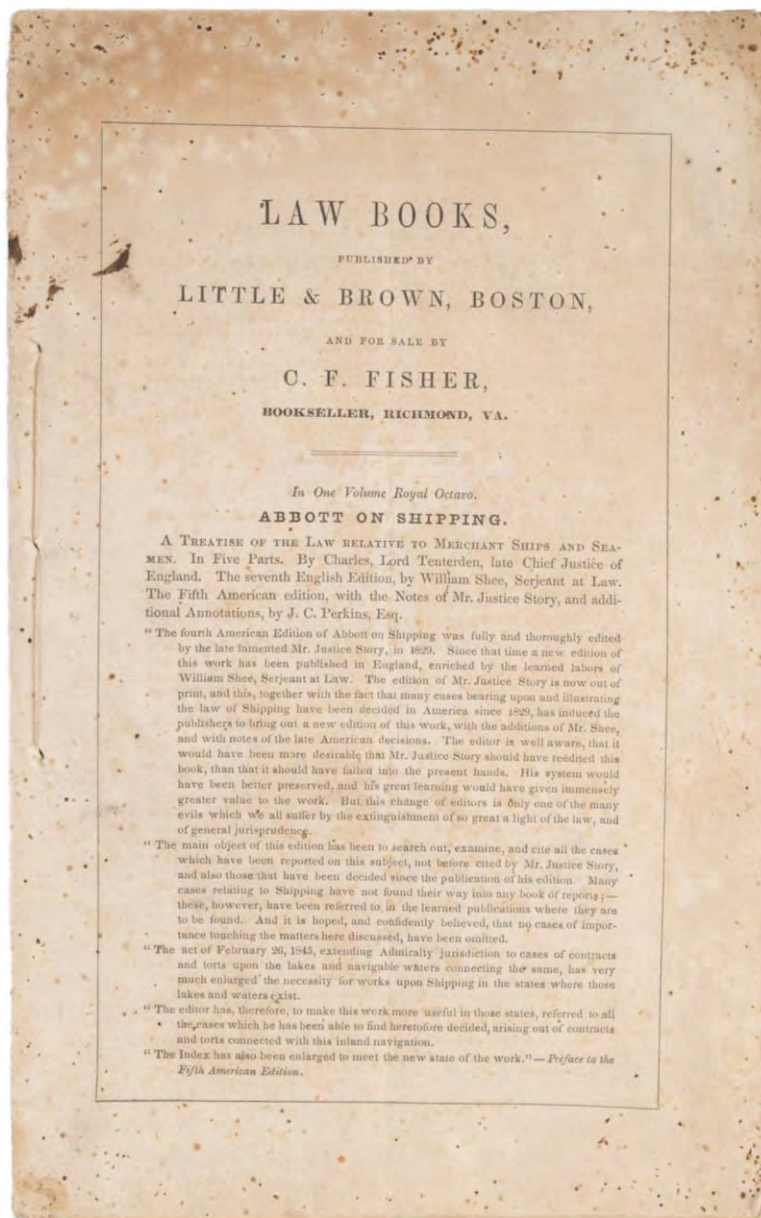 LAW BOOKS,
PUBLISHED BY
LITTLE & BROWN, BOSTON,
AND FOR SALE BY
C. F. FISHER,
BOOKSELLER, RICHMOND, VA.
In One Volume Royal Octavo.
ABBOTT ON SHIPPING.
A TREATISE OF THE LAW RELATIVE TO MERCHANT SHIPS AND SEA-
MEN. In Five Parts. By Charles, Lord Tenterden, late Chief Justice of
England. The seventh English Edition, by William Shee, Serjeant at Law.
The Fifth American edition, with the Notes of Mr. Justice Story, and addi-
tional Annotations, by J. C. Perkins, Esq.
"The fourth American Edition of Abbott on Shipping was fully and thoroughly edited
by the late lamented Mr. Justice Story, in 1829. Since that time a new edition of
this work has been published in England, enriched by the learned labors of
William Shee, Serjeant at Law. The edition of Mr. Justice Story is now out of
print, and this, together with the fact that many cases bearing upon and illustrating
the law of Shipping have been decided in America since 1829, has induced the
publishers to bring out a new edition of this work, with the additions of Mr. Shee,
and with notes of the late American decisions. The editor is well aware, that it
would have been more desirable that Mr. Justice Story should have reedited this
book, than that it should have fallen into the present hands. His system would
have been better preserved, and his great learning would have given immensely
greater value to the work. But this change of editors is only one of the many
evils which we all suffer by the extinguishment of so great a light of the law, and
of general jurisprudence.
"The main object of this edition has been to search out, examine, and cite all the cases
which have been reported on this subject, not before cited by Mr. Justice Story,
and also those that have been decided since the publication of his edition. Many
cases relating to Shipping have not found their way into any book of reports; —
these, however, have been referred to in the learned publications where they are
to be found. And it is hoped, and confidently believed, that no cases of impor-
tance touching the matters here discussed, have been omitted.
"The act of February 26, 1845, extending Admiralty jurisdiction to cases of contracts
and torts upon the lakes and navigable waters connecting the same, has very
much enlarged the necessity for works upon Shipping in the states where those
lakes and waters exist.
"The editor has, therefore, to make this work more useful in those states, referred to all
the cases which he has been able to find heretofore decided, arising out of contracts
and torts connected with this inland navigation.
"The Index has also been enlarged to meet the new state of the work." — Preface to the
Fifth American Edition.